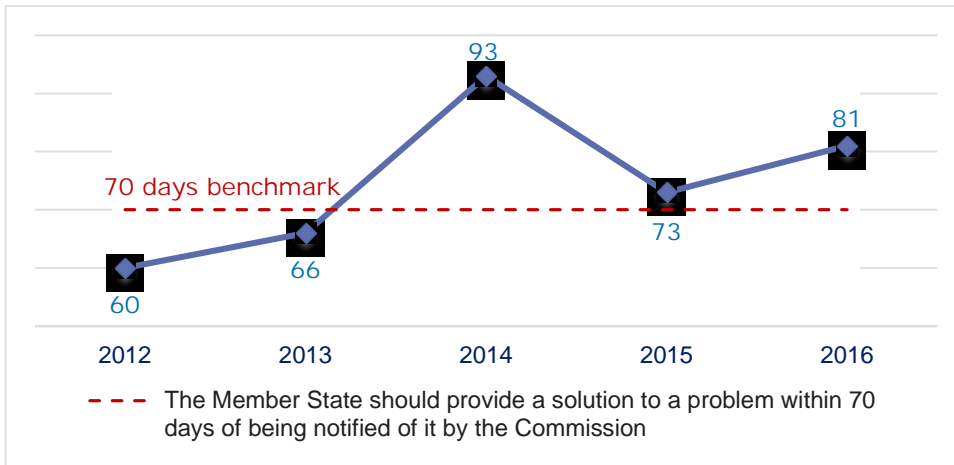 93
81
70 days benchmark
73
66
60
2012 2013 2014 2015 2016
The Member State should provide a solution to a problem within 70
days of being notified of it by the Commission